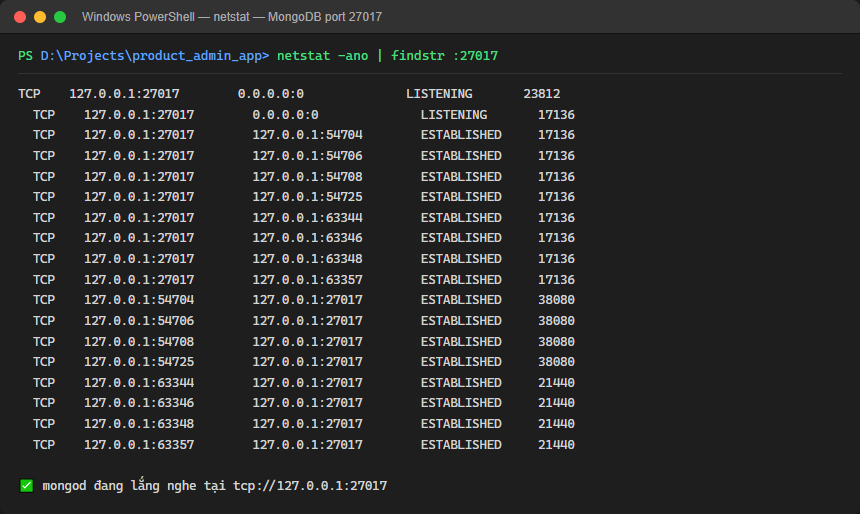 Windows PowerShell — netstat — MongoDB port 27017
PS D:\Projects\product_admin_app> netstat -ano | findstr :27017
TCP 127.0.0.1:27017 0.0.0.0:0 LISTENING 23812
TCP 127.0.0.1:27017 0.0.0.0:0 LISTENING 17136
TCP 127.0.0.1:27017 127.0.0.1:54704 ESTABLISHED 17136
TCP 127.0.0.1:27017 127.0.0.1:54706 ESTABLISHED 17136
TCP 127.0.0.1:27017 127.0.0.1:54708 ESTABLISHED 17136
TCP 127.0.0.1:27017 127.0.0.1:54725 ESTABLISHED 17136
TCP 127.0.0.1:27017 127.0.0.1:63344 ESTABLISHED 17136
TCP 127.0.0.1:27017 127.0.0.1:63346 ESTABLISHED 17136
TCP 127.0.0.1:27017 127.0.0.1:63348 ESTABLISHED 17136
TCP 127.0.0.1:27017 127.0.0.1:63357 ESTABLISHED 17136
TCP 127.0.0.1:54704 127.0.0.1:27017 ESTABLISHED 38080
TCP 127.0.0.1:54706 127.0.0.1:27017 ESTABLISHED 38080
TCP 127.0.0.1:54708 127.0.0.1:27017 ESTABLISHED 38080
TCP 127.0.0.1:54725 127.0.0.1:27017 ESTABLISHED 38080
TCP 127.0.0.1:63344 127.0.0.1:27017 ESTABLISHED 21440
TCP 127.0.0.1:63346 127.0.0.1:27017 ESTABLISHED 21440
TCP 127.0.0.1:63348 127.0.0.1:27017 ESTABLISHED 21440
TCP 127.0.0.1:63357 127.0.0.1:27017 ESTABLISHED 21440
✅ mongod đang lắng nghe tại tcp://127.0.0.1:27017